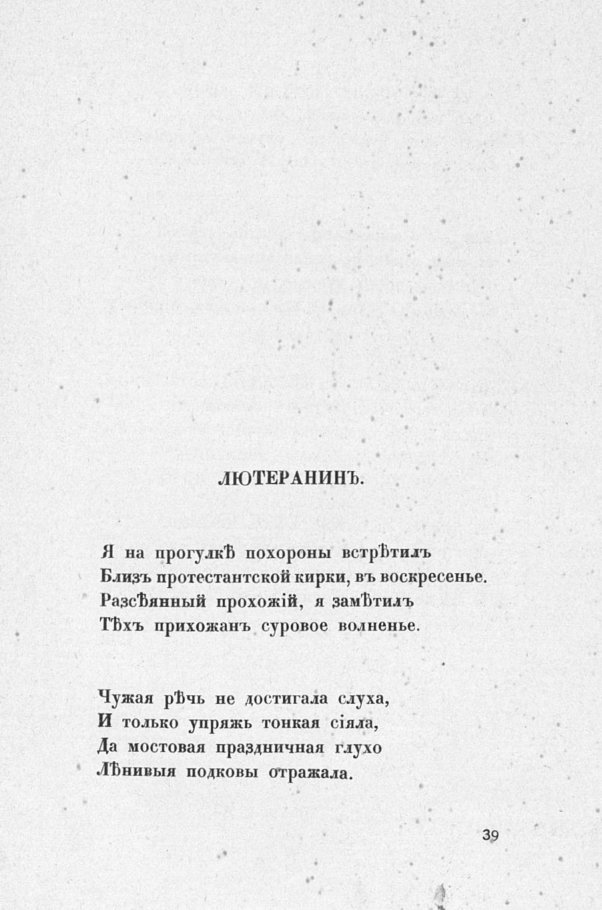 ЛЮТЕРАНИНЪ.
Я на прогулкѣ похороны встрѣтилъ
Близъ протестантской кирки, въ воскресенье.
Разсѣянный прохожій, я замѣтилъ
Тѣхъ прихожанъ суровое волненье.
Чужая рѣчь не достигала слуха,
И только упряжь тонкая сіяла,
Да мостовая праздничная глухо
Лѣнивыя подковы отражала.
39